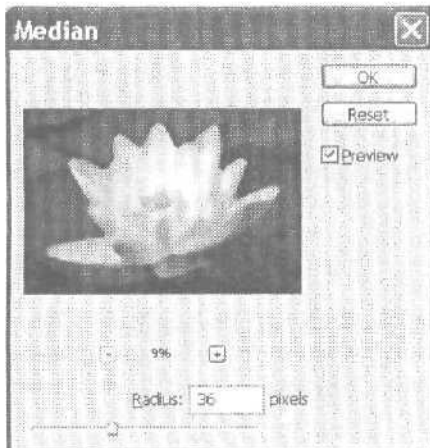 Median
OK
Reset
Preview
- 9% +
Radius: 36 pixels